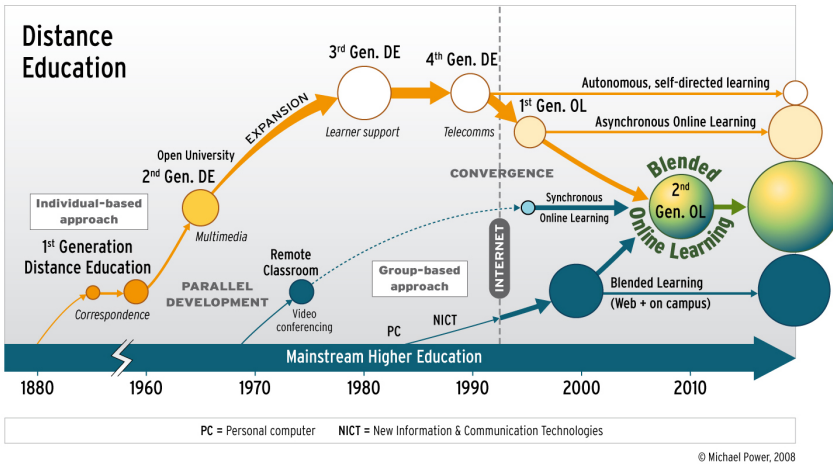 Distance
Education
3rd Gen. DE
4th Gen. DE
Autonomous, self-directed learning
1st Gen. OL
EXPANSION
Learner support
Telecomms
Asynchronous Online Learning
Open University
2nd Gen. DE
CONVERGENCE
Blended
Online Learning
2nd
Gen. OL
Individual-based
approach
Multimedia
Synchronous
Online Learning
1st Generation
Distance Education
Remote
Classroom
INTERNET
Group-based
approach
PARALLEL
DEVELOPMENT
Correspondence
Video
conferencing
Blended Learning
(Web + on campus)
PC
NICT
Mainstream Higher Education
1880
1960
1970
1980
1990
2000
2010
PC = Personal computer NICT = New Information & Communication Technologies
© Michael Power, 2008